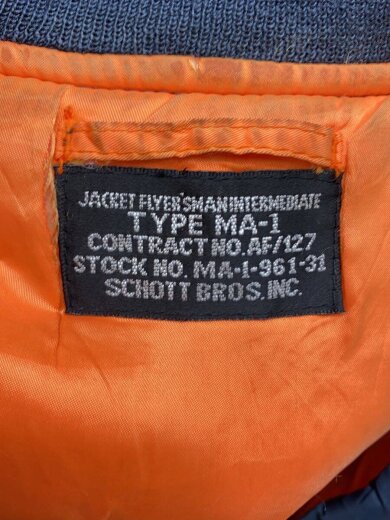 JACKET FLYER'SMAN INTERMEDIATE
TYPE MA-1
CONTRACT NO.AF/127
STOCK NO. MA-1-961-31
SCHOTT BROS.INC.